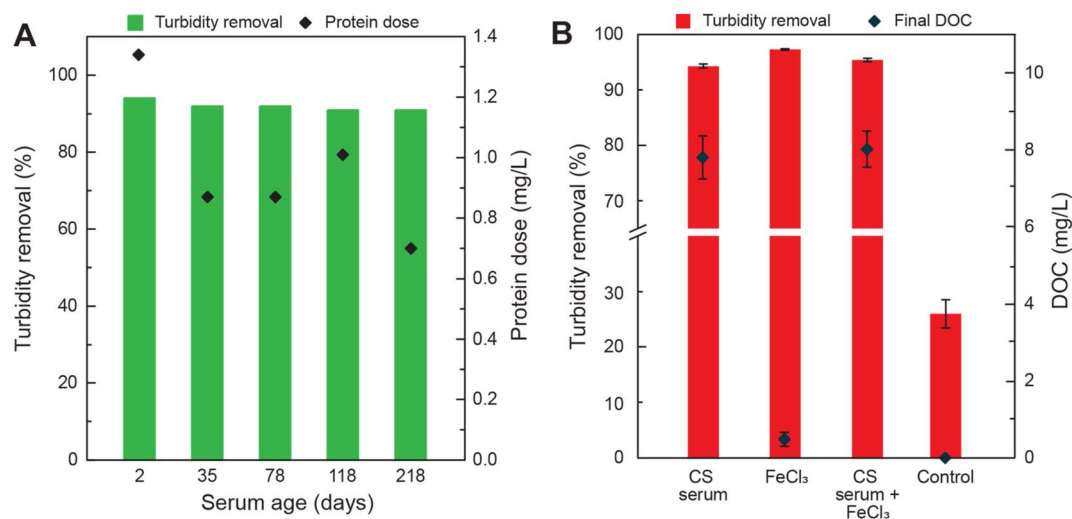 A
Turbidity removal
Protein dose
Turbidity removal (%)
100
80
60
40
20
0
1.4
1.2
1.0
0.8
0.6
0.4
0.2
0.0
Protein dose (mg/L)
2 35 78 118 218
Serum age (days)
B
Turbidity removal
Final DOC
Turbidity removal (%)
100
90
80
70
30
20
10
0
10
8
6
4
2
0
DOC (mg/L)
CS serum
FeCl₃
CS serum + FeCl₃
Control